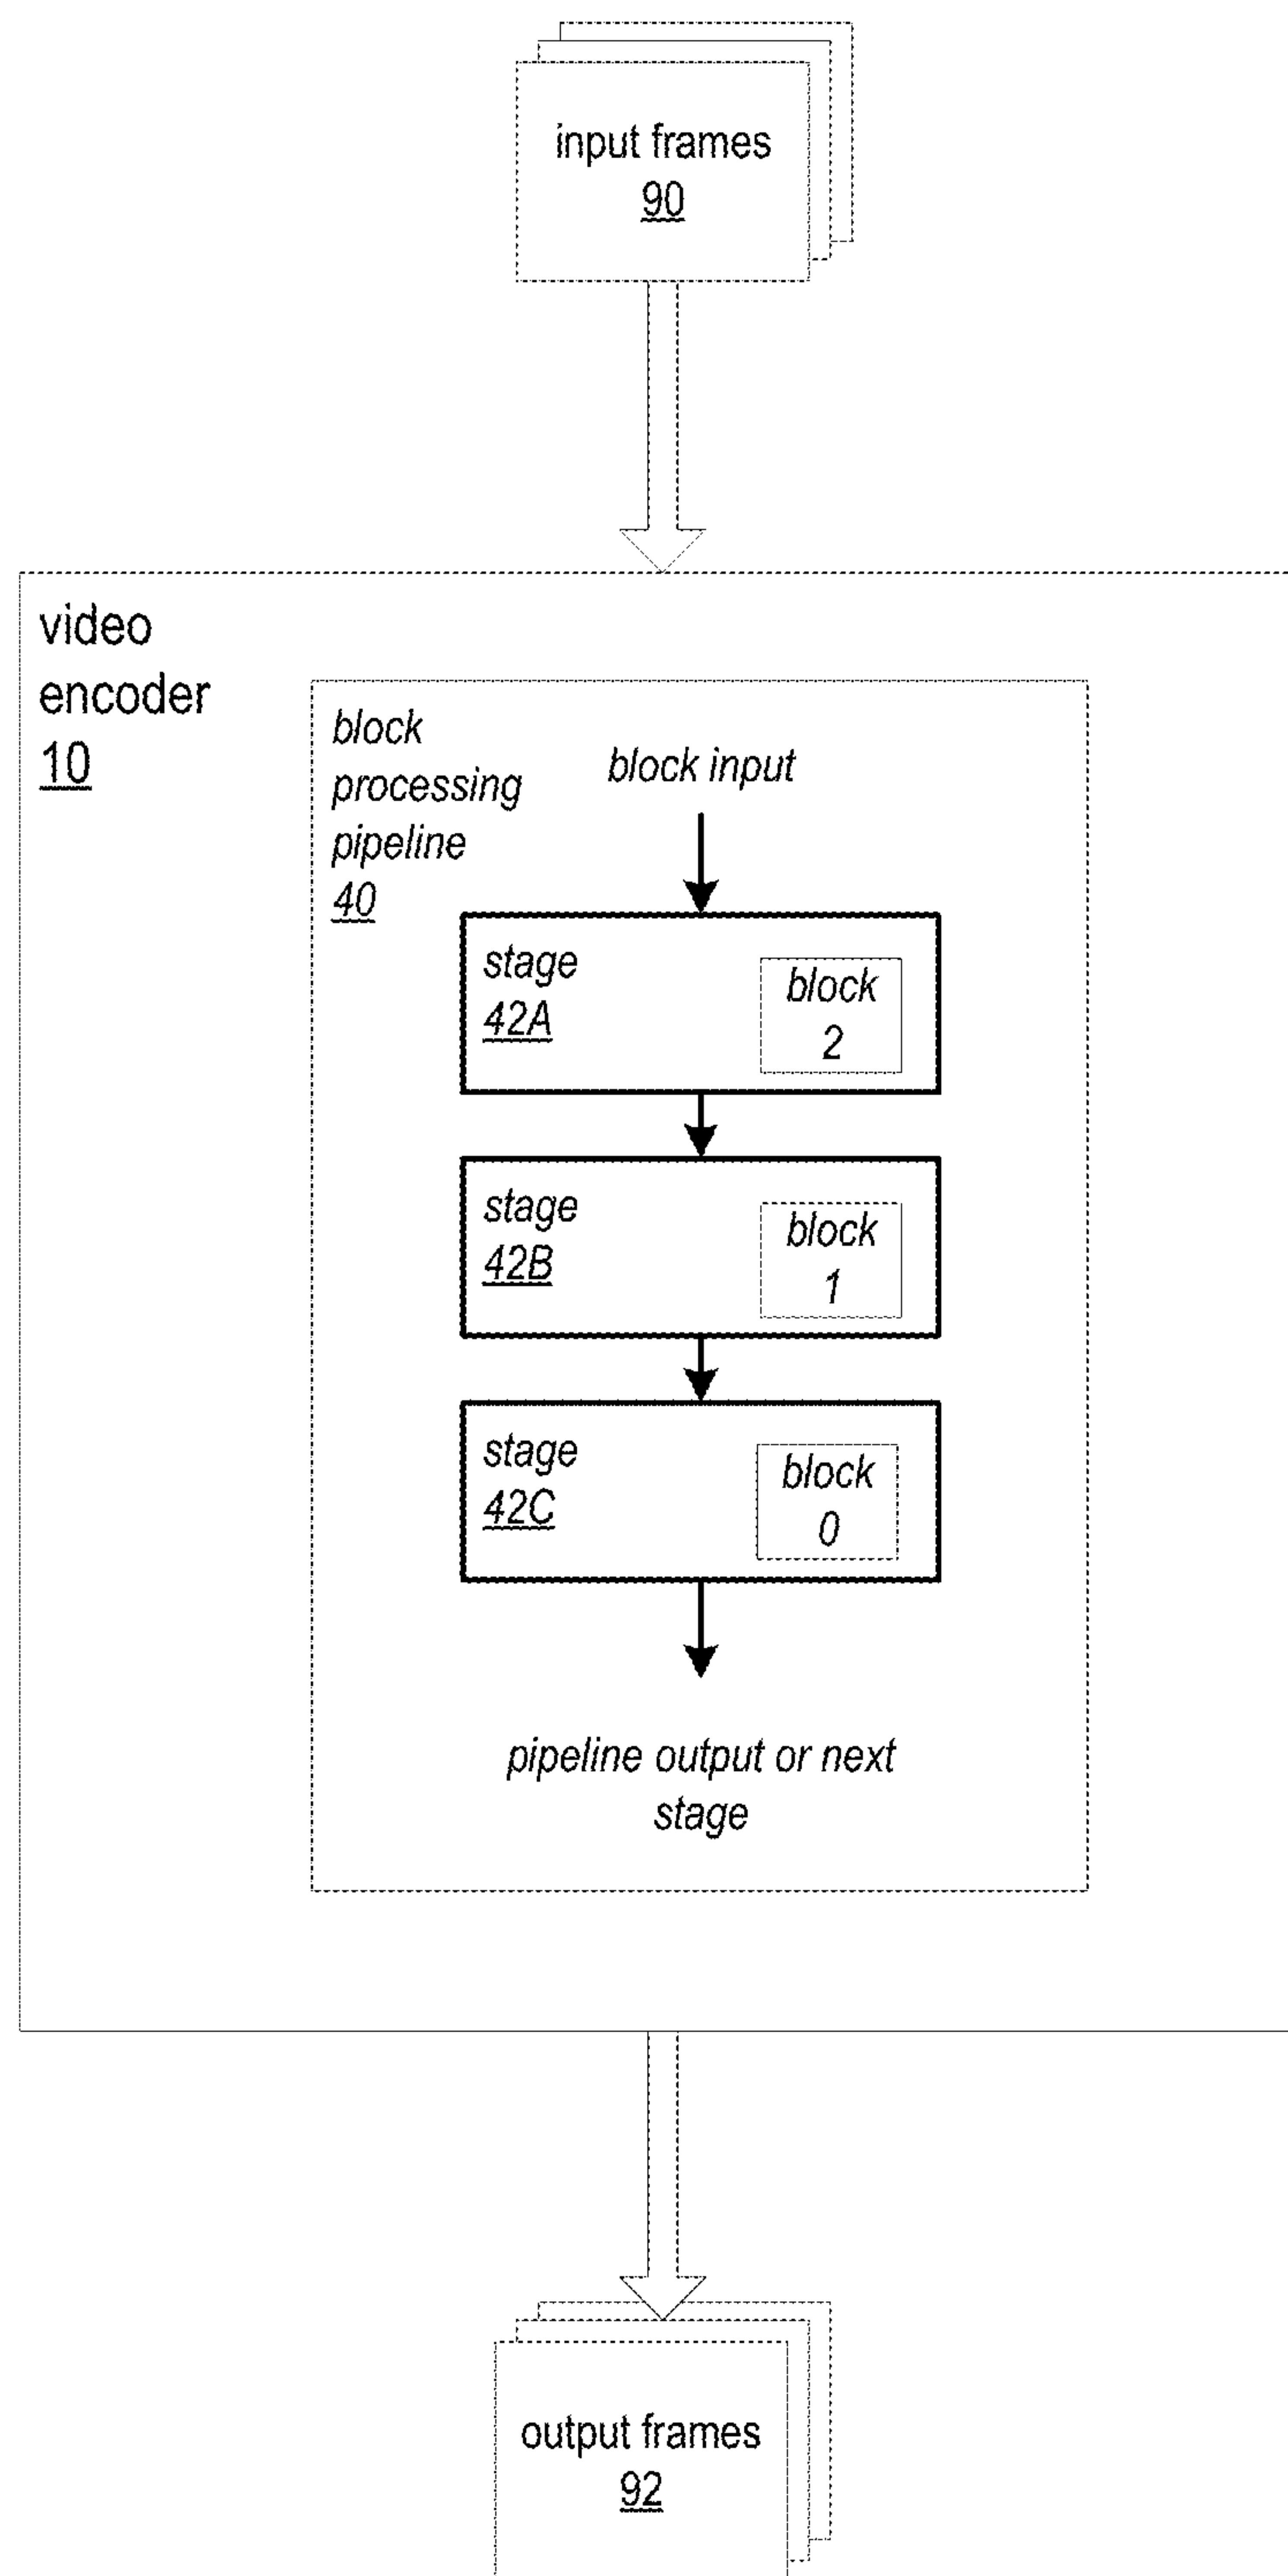 input frames
90
video
encoder
10
block
processing
pipeline
40
block input
stage
42A
block
2
stage
42B
block
1
stage
42C
block
0
pipeline output or next
stage
output frames
92